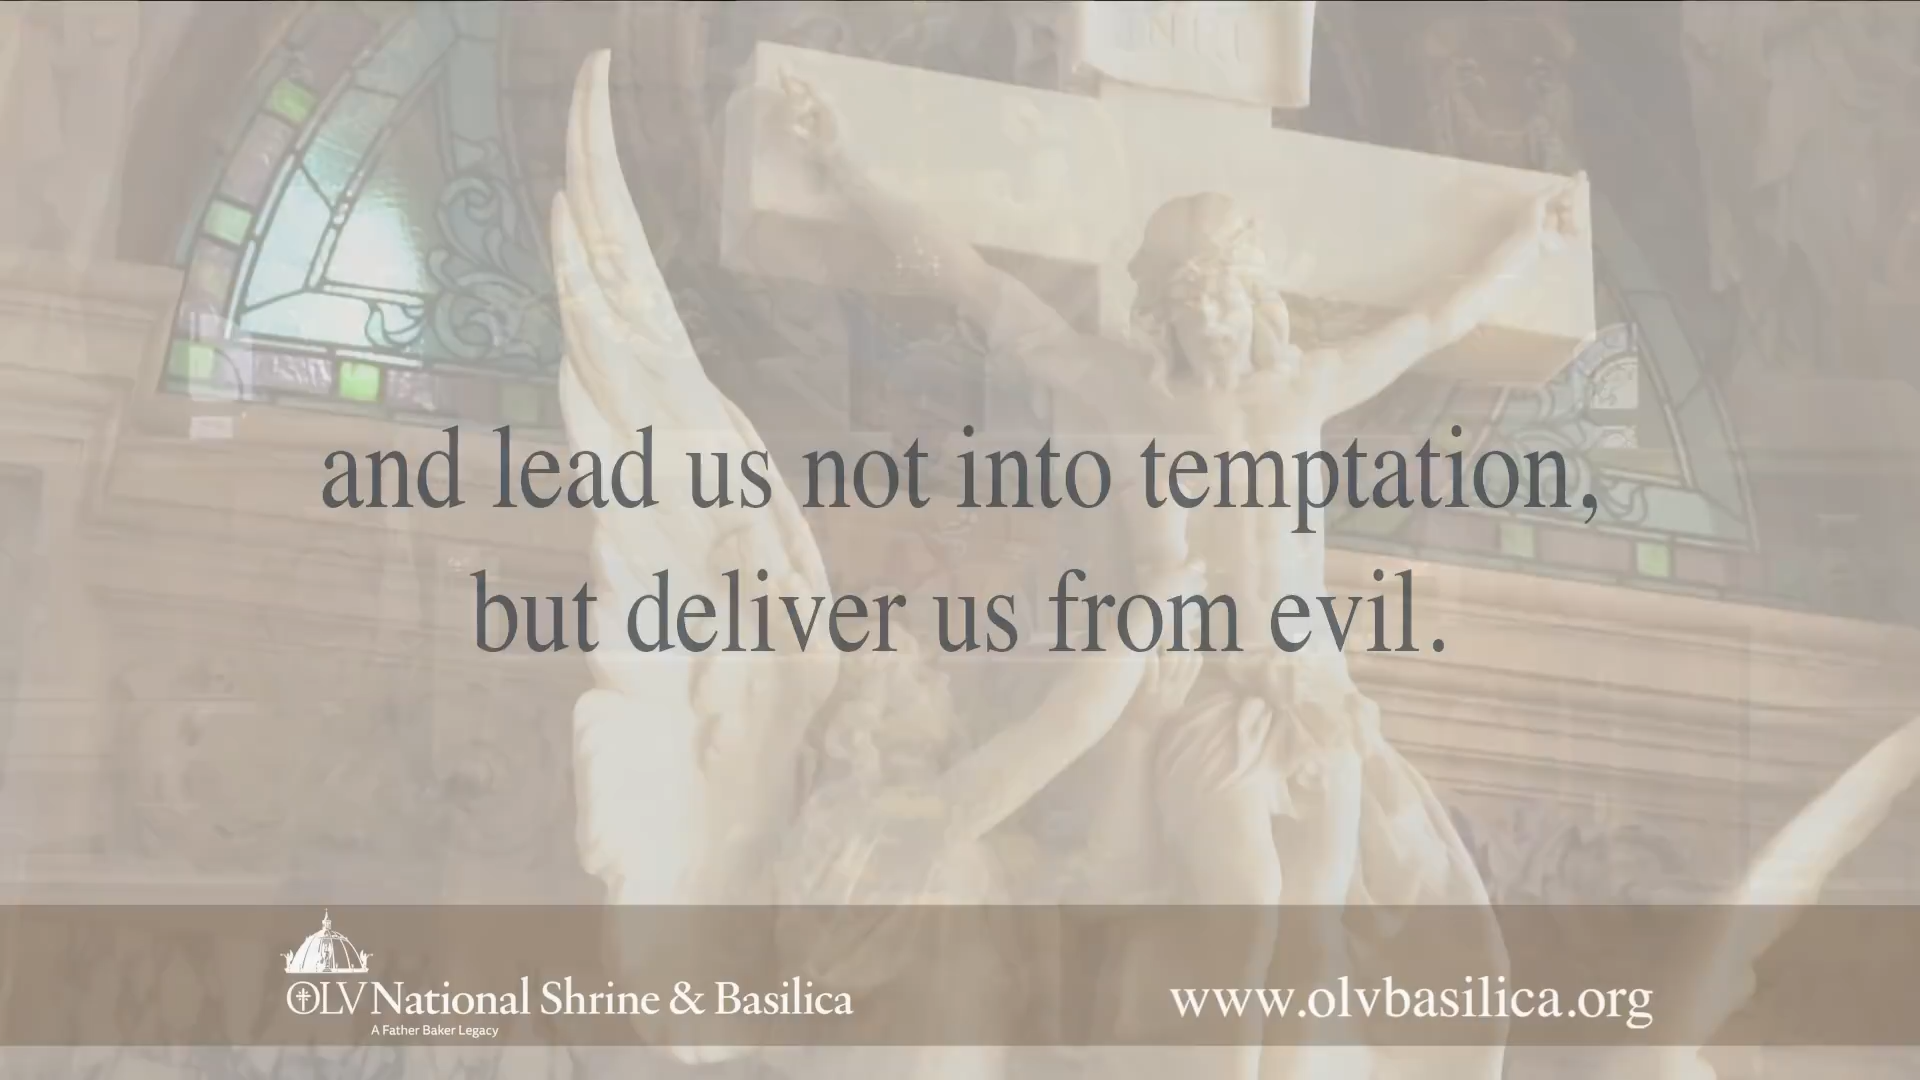 INRI
and lead us not into temptation,
but deliver us from evil.
OLV National Shrine & Basilica
A Father Baker Legacy
www.olvbasilica.org